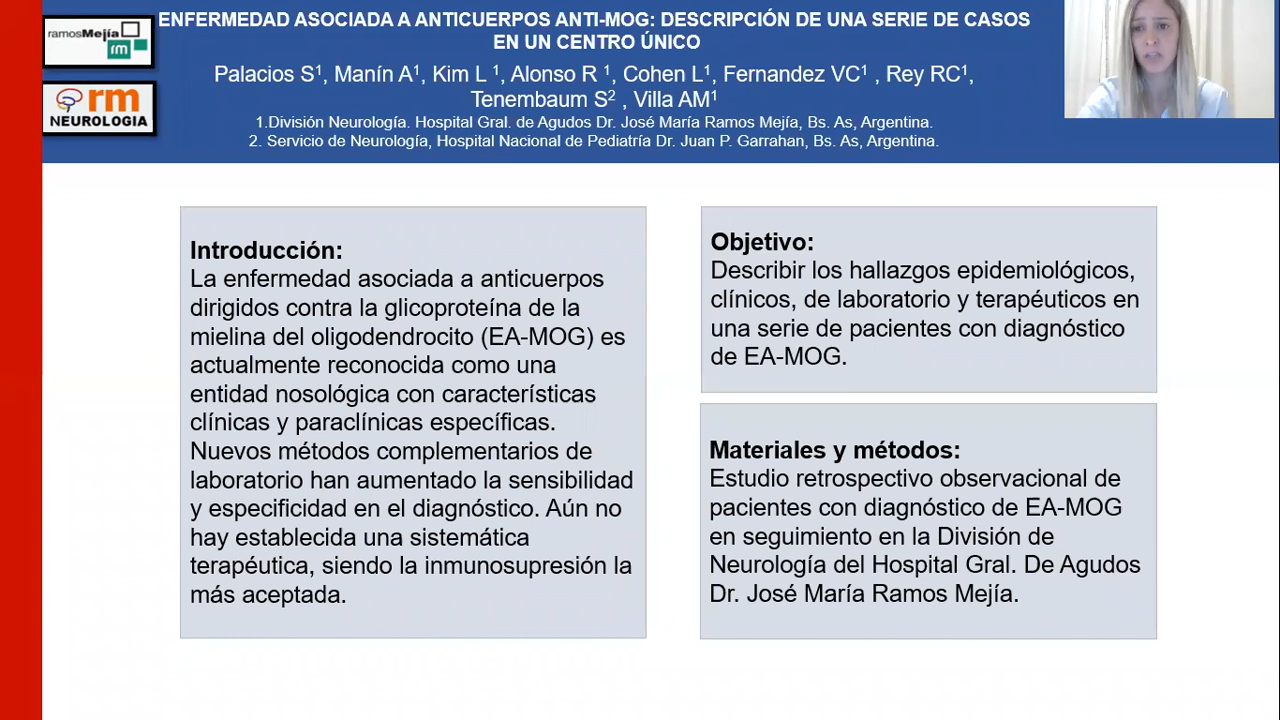 ramosMejía
rm
rm
NEUROLOGIA
ENFERMEDAD ASOCIADA A ANTICUERPOS ANTI-MOG: DESCRIPCIÓN DE UNA SERIE DE CASOS
EN UN CENTRO ÚNICO
Palacios S¹, Manín A¹, Kim L ¹, Alonso R ¹, Cohen L¹, Fernandez VC¹ , Rey RC¹,
Tenembaum S² , Villa AM¹
1.División Neurología. Hospital Gral. de Agudos Dr. José María Ramos Mejía, Bs. As, Argentina.
2. Servicio de Neurología, Hospital Nacional de Pediatría Dr. Juan P. Garrahan, Bs. As, Argentina.
Introducción:
La enfermedad asociada a anticuerpos
dirigidos contra la glicoproteína de la
mielina del oligodendrocito (EA-MOG) es
actualmente reconocida como una
entidad nosológica con características
clínicas y paraclínicas específicas.
Nuevos métodos complementarios de
laboratorio han aumentado la sensibilidad
y especificidad en el diagnóstico. Aún no
hay establecida una sistemática
terapéutica, siendo la inmunosupresión la
más aceptada.
Objetivo:
Describir los hallazgos epidemiológicos,
clínicos, de laboratorio y terapéuticos en
una serie de pacientes con diagnóstico
de EA-MOG.
Materiales y métodos:
Estudio retrospectivo observacional de
pacientes con diagnóstico de EA-MOG
en seguimiento en la División de
Neurología del Hospital Gral. De Agudos
Dr. José María Ramos Mejía.